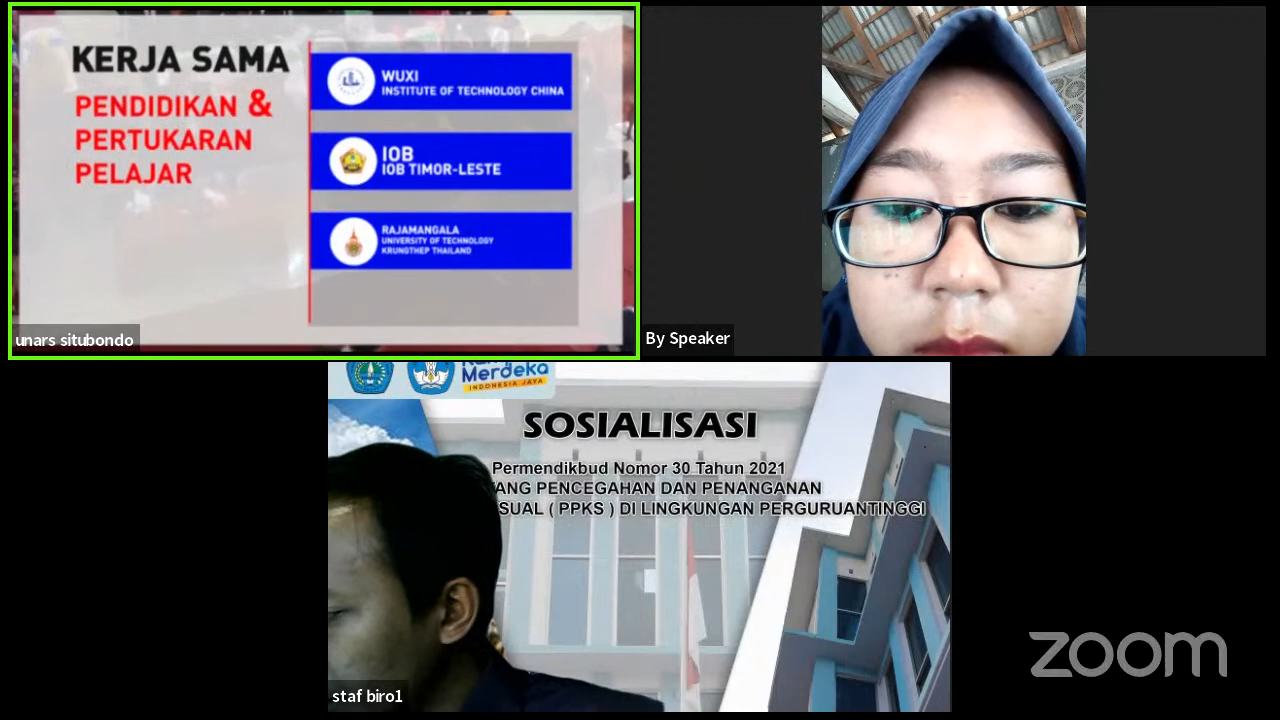 KERJA SAMA
PENDIDIKAN &
PERTUKARAN
PELAJAR
WUXI
INSTITUTE OF TECHNOLOGY CHINA
IOB
IOB TIMOR-LESTE
RAJAMANGALA
UNIVERSITY OF TECHNOLOGY
KRUNGTHEP THAILAND
unars situbondo
By Speaker
Merdeka
INDONESIA JAYA
SOSIALISASI
Permendikbud Nomor 30 Tahun 2021
ANG PENCEGAHAN DAN PENANGANAN
SUAL ( PPKS ) DI LINGKUNGAN PERGURUANTINGGI
staf biro1
zoom